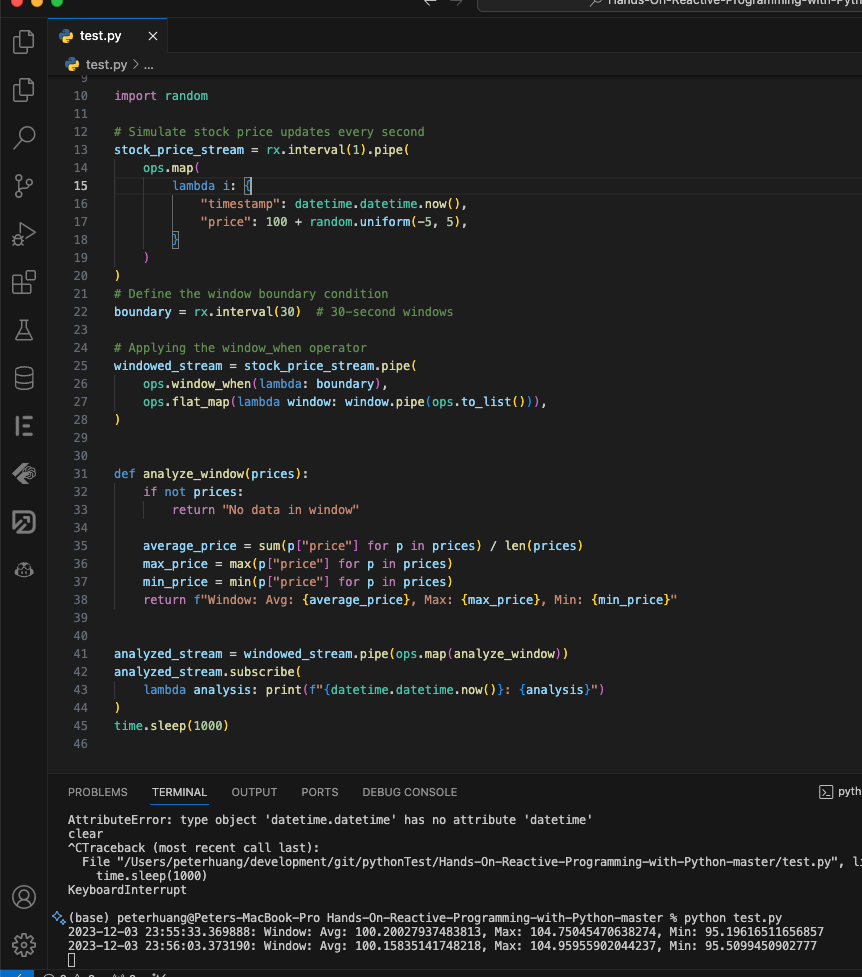 Hands-On-Reactive-Programming-with-Pyth
test.py
test.py > ...
9
10 import random
11
12 # Simulate stock price updates every second
13 stock_price_stream = rx.interval(1).pipe(
14 ops.map(
15 lambda i: {
16 "timestamp": datetime.datetime.now(),
17 "price": 100 + random.uniform(-5, 5),
18 }
19 )
20 )
21 # Define the window boundary condition
22 boundary = rx.interval(30)  # 30-second windows
23
24 # Applying the window_when operator
25 windowed_stream = stock_price_stream.pipe(
26 ops.window_when(lambda: boundary),
27 ops.flat_map(lambda window: window.pipe(ops.to_list())),
28 )
29
30
31 def analyze_window(prices):
32 if not prices:
33 return "No data in window"
34
35 average_price = sum(p["price"] for p in prices) / len(prices)
36 max_price = max(p["price"] for p in prices)
37 min_price = min(p["price"] for p in prices)
38 return f"Window: Avg: {average_price}, Max: {max_price}, Min: {min_price}"
39
40
41 analyzed_stream = windowed_stream.pipe(ops.map(analyze_window))
42 analyzed_stream.subscribe(
43 lambda analysis: print(f"{datetime.datetime.now()}: {analysis}")
44 )
45 time.sleep(1000)
46
PROBLEMS TERMINAL OUTPUT PORTS DEBUG CONSOLE pyth
AttributeError: type object 'datetime.datetime' has no attribute 'datetime'
clear
^CTraceback (most recent call last):
File "/Users/peterhuang/development/git/pythonTest/Hands-On-Reactive-Programming-with-Python-master/test.py", li
time.sleep(1000)
KeyboardInterrupt
(base) peterhuang@Peters-MacBook-Pro Hands-On-Reactive-Programming-with-Python-master % python test.py
2023-12-03 23:55:33.369888: Window: Avg: 100.20027937483813, Max: 104.75045470638274, Min: 95.19616511656857
2023-12-03 23:56:03.373190: Window: Avg: 100.15835141748218, Max: 104.95955902044237, Min: 95.5099450902777